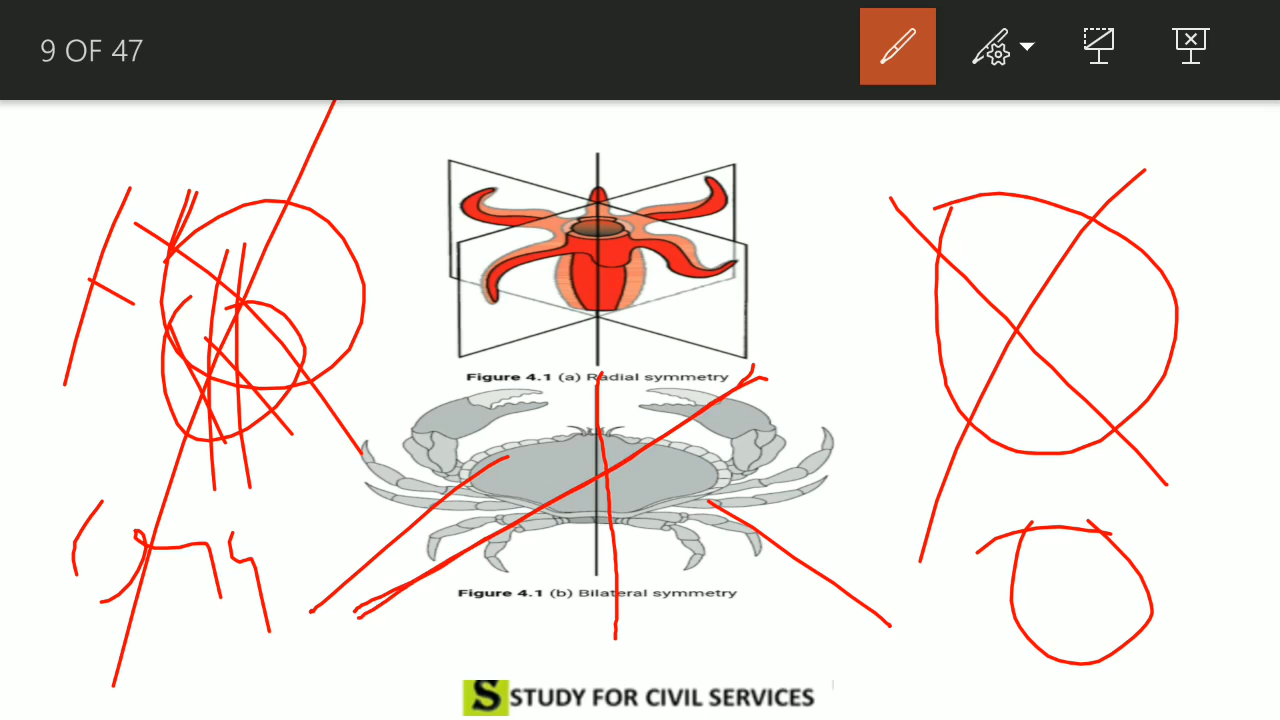 9 OF 47
Figure 4.1 (a) Radial symmetry
Figure 4.1 (b) Bilateral symmetry
S STUDY FOR CIVIL SERVICES